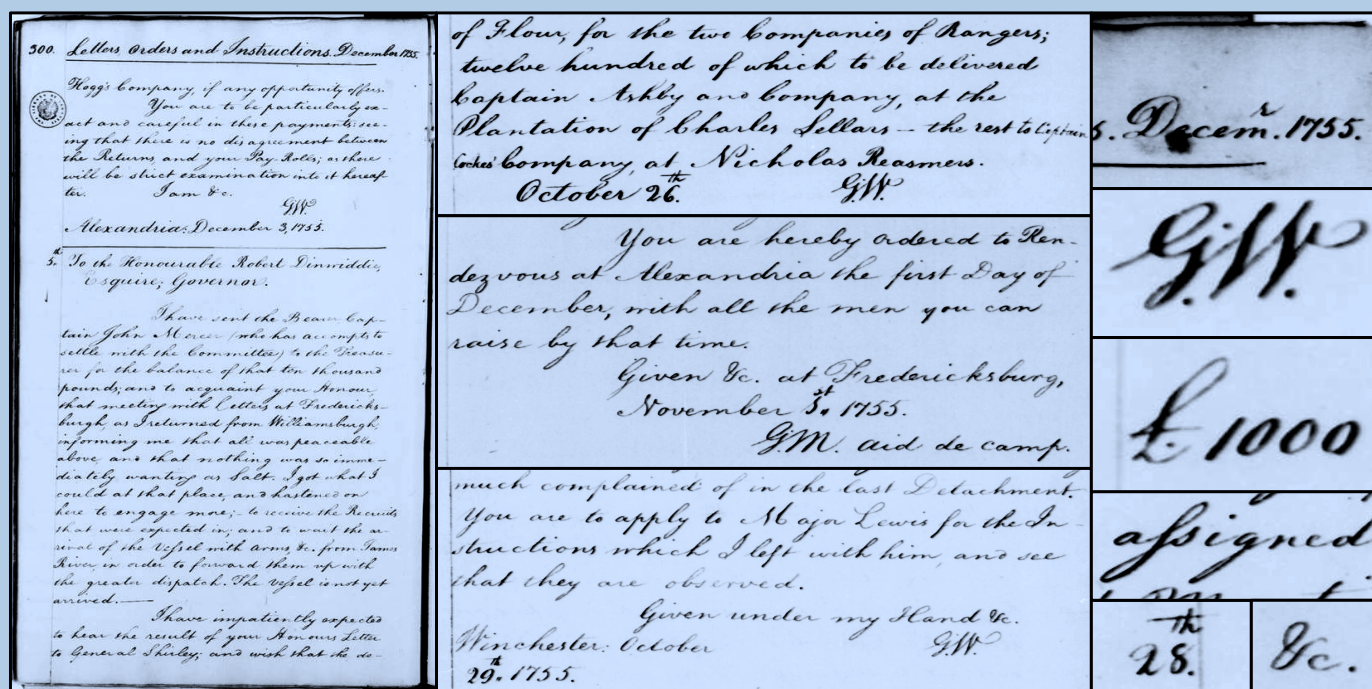 300. Letters, Orders and Instructions. December 1755.
Hogg's Company, if any opportunity offers.
You are to be particularly ex-
act and careful in these payments: see-
ing that there is no disagreement between
the Returns, and your Pay-Rolls; as there
will be strict examination into it hereaf-
ter. I am &c.
G.W.
Alexandria: December 3, 1755.
5.th To the Honourable Robert Dinwiddie,
Esquire; Governor.
I have sent the Bearer Cap-
tain John Mercer (who has accompts to
settle with the Committee) to the Treasu-
rer for the balance of that ten thousand
pounds; and to acquaint your Honour,
that meeting with Letters at Fredericks-
burgh, as I returned from Williamsburgh,
informing me that all was peaceable
above and that nothing was so imme-
diately wanting as Salt. I got what I
could at that place, and hastened on
here to engage more; to receive the Recruits
that were expected in; and to wait the ar-
rival of the Vessel with arms, &c. from James
River, in order to forward them up with
the greater dispatch. The vessel is not yet
arrived.
I have impatiently expected
to hear the result of your Honours Letter
to General Shirley; and wish that the de-
of Flour, for the two Companies of Rangers;
twelve hundred of which to be delivered
Captain Ashby and Company, at the
Plantation of Charles Sellars — the rest to Captain
Cockes' Company, at Nicholas Reasmers.
October 26.th G.W.
You are hereby ordered to Ren-
dezvous at Alexandria the first Day of
December, with all the men you can
raise by that time.
Given &c. at Fredericksburg,
November 5. 1755.
G.M. aid de camp.
much complained of in the last Detachment.
You are to apply to Major Lewis for the In-
structions which I left with him, and see
that they are observed.
Given under my Hand &c.
Winchester: October G.W.
29.th 1755.
s. Decem.r 1755.
G.W.
£ 1000
assigned
28.th
&c.